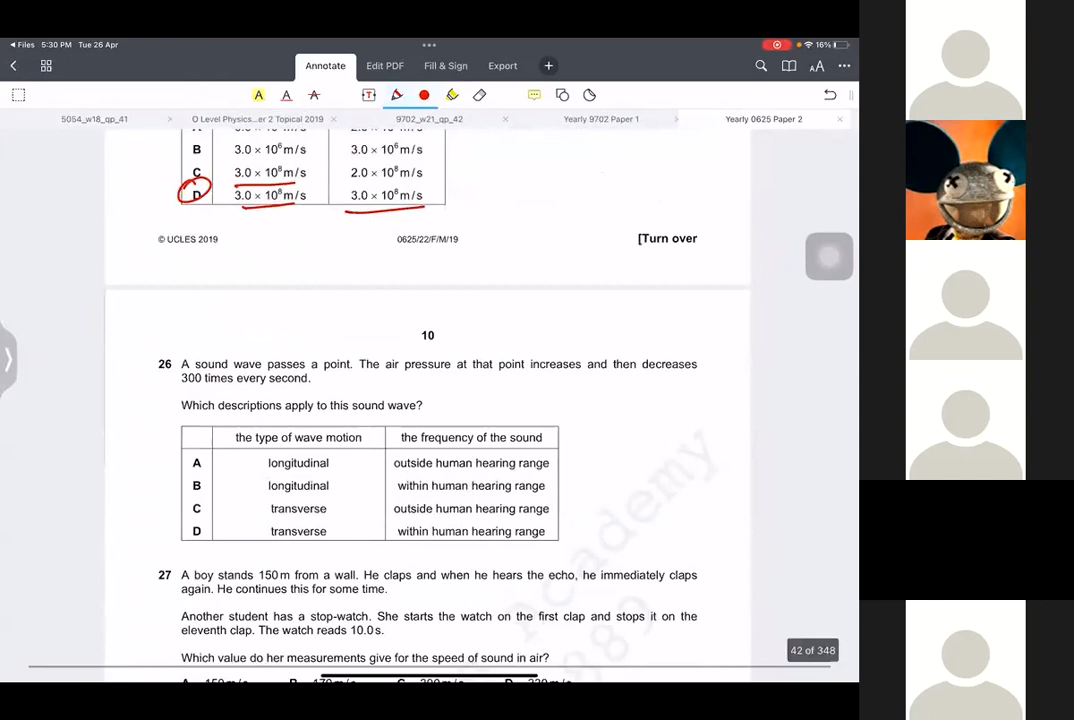 Files 5:30 PM Tue 26 Apr
16%
Annotate Edit PDF Fill & Sign Export
5054_w18_qp_41 O Level Physics...er 2 Topical 2019 9702_w21_qp_42 Yearly 9702 Paper 1 Yearly 0625 Paper 2
B 3.0 × 10⁶ m/s 3.0 × 10⁶ m/s
C 3.0 × 10⁸ m/s 2.0 × 10⁸ m/s
D 3.0 × 10⁸ m/s 3.0 × 10⁸ m/s
© UCLES 2019 0625/22/F/M/19 [Turn over
10
26 A sound wave passes a point. The air pressure at that point increases and then decreases
300 times every second.
Which descriptions apply to this sound wave?
the type of wave motion the frequency of the sound
A longitudinal outside human hearing range
B longitudinal within human hearing range
C transverse outside human hearing range
D transverse within human hearing range
27 A boy stands 150 m from a wall. He claps and when he hears the echo, he immediately claps
again. He continues this for some time.
Another student has a stop-watch. She starts the watch on the first clap and stops it on the
eleventh clap. The watch reads 10.0 s.
42 of 348
Which value do her measurements give for the speed of sound in air?